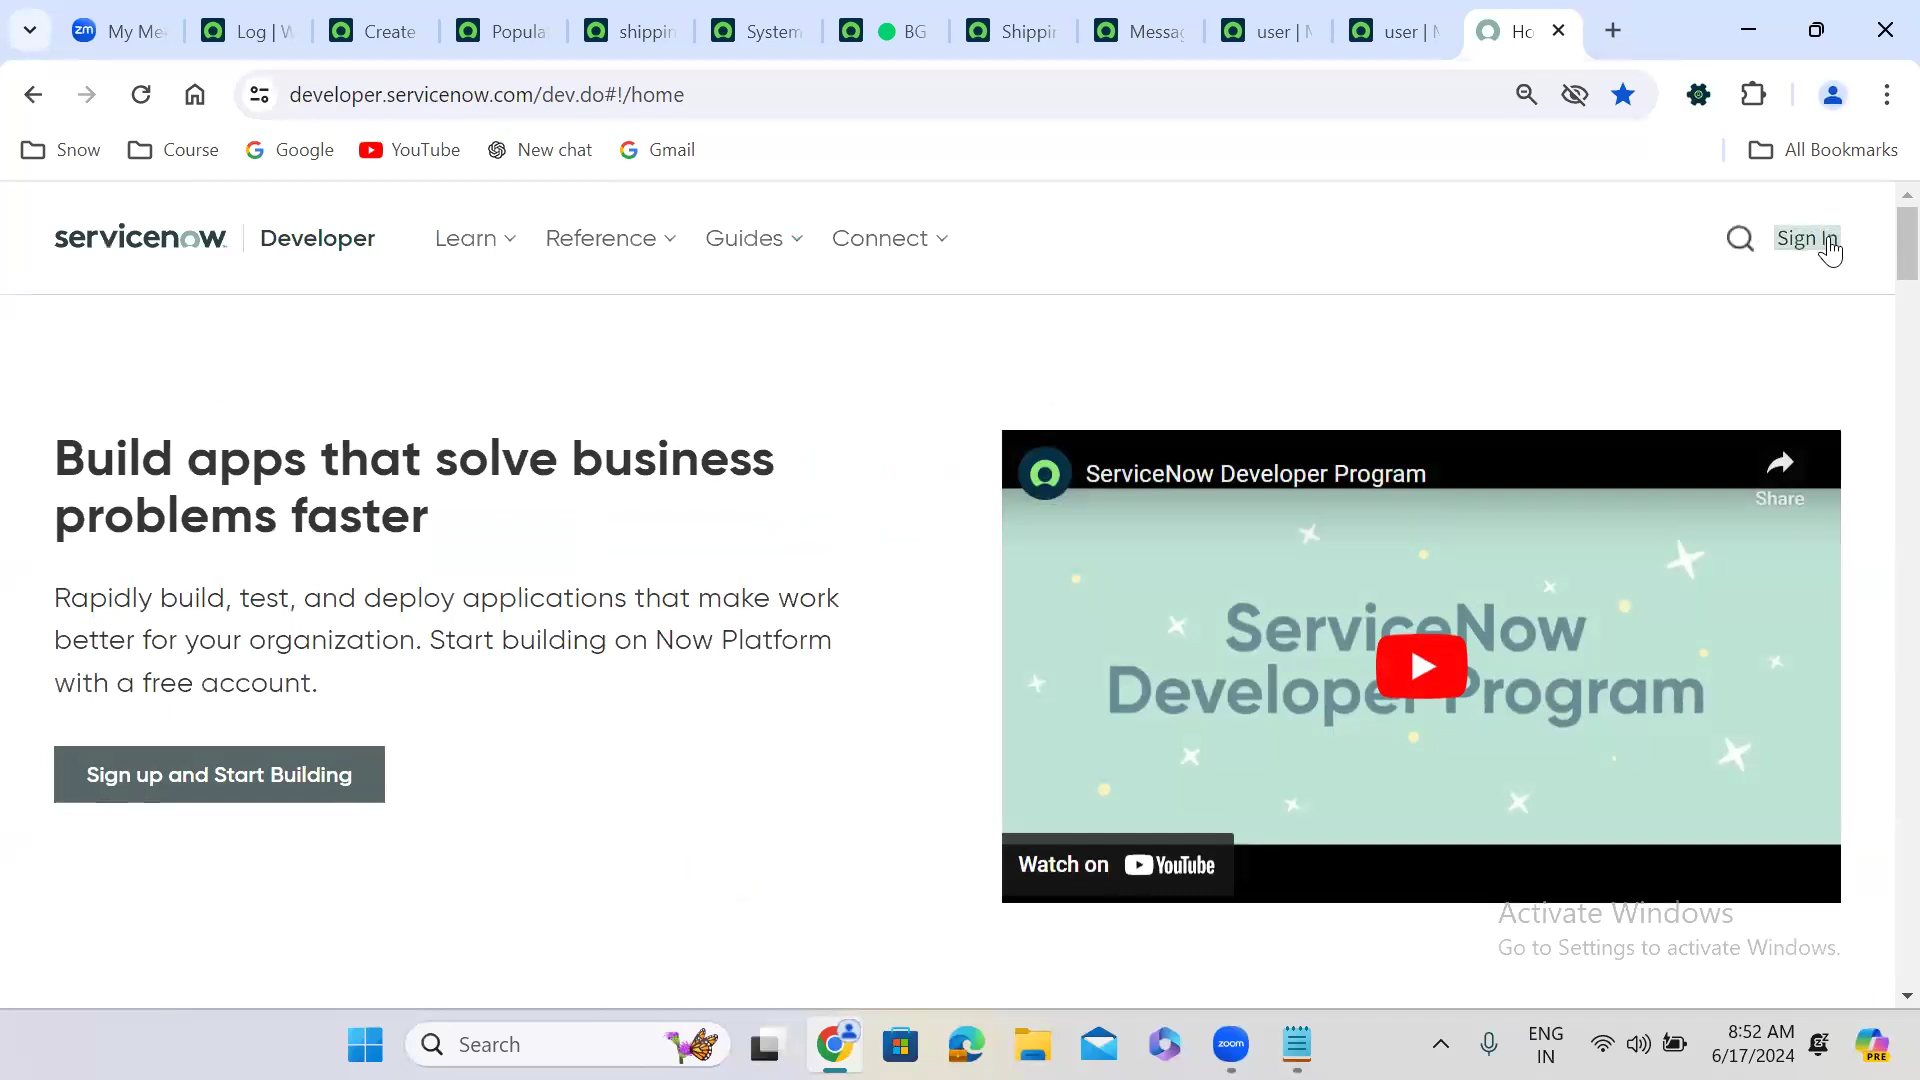 zm My Me
Log | W
Create
Popula
shippin
System
BG
Shippin
Messag
user | N
user | N
Ho
developer.servicenow.com/dev.do#!/home
Snow
Course
Google
YouTube
New chat
Gmail
All Bookmarks
servicenow
Developer
Learn
Reference
Guides
Connect
Sign In
Build apps that solve business
problems faster
Rapidly build, test, and deploy applications that make work
better for your organization. Start building on Now Platform
with a free account.
Sign up and Start Building
ServiceNow Developer Program
Share
ServiceNow
Developer Program
Watch on YouTube
Activate Windows
Go to Settings to activate Windows.
Search
zoom
ENG
IN
8:52 AM
6/17/2024
PRE